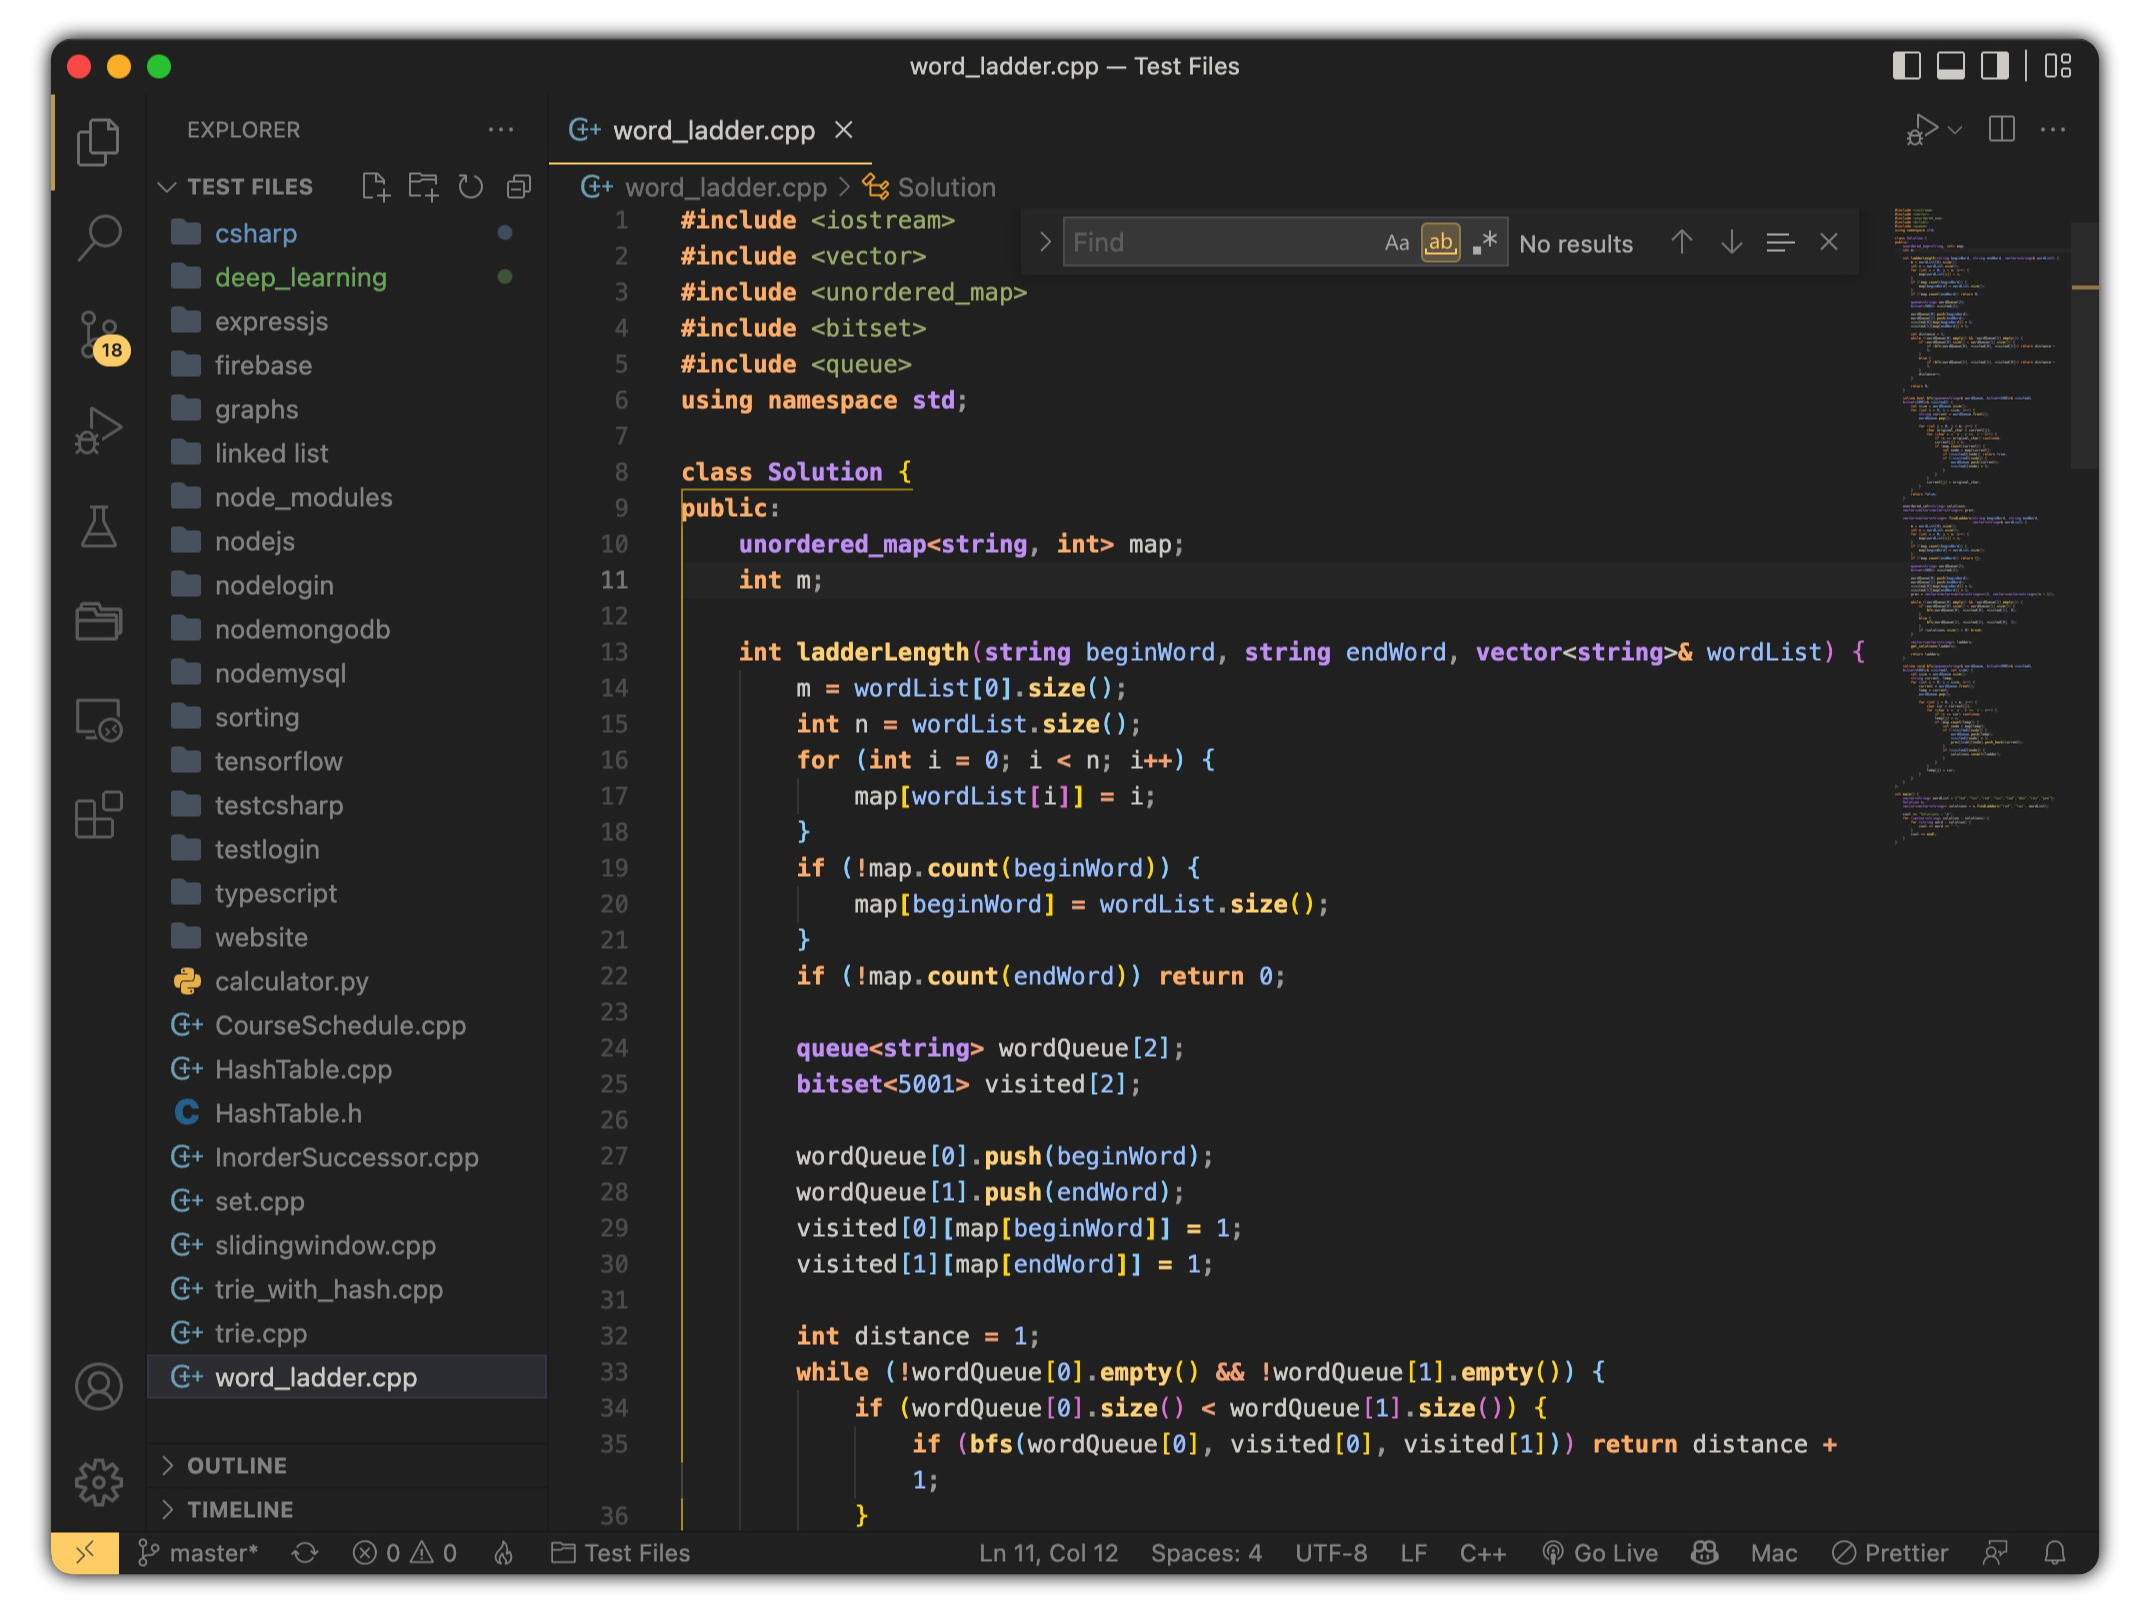 word_ladder.cpp — Test Files
EXPLORER
TEST FILES
csharp
deep_learning
expressjs
firebase
graphs
linked list
node_modules
nodejs
nodelogin
nodemongodb
nodemysql
sorting
tensorflow
testcsharp
testlogin
typescript
website
calculator.py
CourseSchedule.cpp
HashTable.cpp
HashTable.h
InorderSuccessor.cpp
set.cpp
slidingwindow.cpp
trie_with_hash.cpp
trie.cpp
word_ladder.cpp
OUTLINE
TIMELINE
18
word_ladder.cpp
word_ladder.cpp > Solution
Find Aa ab .* No results
1 #include <iostream>
2 #include <vector>
3 #include <unordered_map>
4 #include <bitset>
5 #include <queue>
6 using namespace std;
7
8 class Solution {
9 public:
10     unordered_map<string, int> map;
11     int m;
12
13     int ladderLength(string beginWord, string endWord, vector<string>& wordList) {
14         m = wordList[0].size();
15         int n = wordList.size();
16         for (int i = 0; i < n; i++) {
17             map[wordList[i]] = i;
18         }
19         if (!map.count(beginWord)) {
20             map[beginWord] = wordList.size();
21         }
22         if (!map.count(endWord)) return 0;
23
24         queue<string> wordQueue[2];
25         bitset<5001> visited[2];
26
27         wordQueue[0].push(beginWord);
28         wordQueue[1].push(endWord);
29         visited[0][map[beginWord]] = 1;
30         visited[1][map[endWord]] = 1;
31
32         int distance = 1;
33         while (!wordQueue[0].empty() && !wordQueue[1].empty()) {
34             if (wordQueue[0].size() < wordQueue[1].size()) {
35                 if (bfs(wordQueue[0], visited[0], visited[1])) return distance +
                1;
36             }
master* 0 0 Test Files Ln 11, Col 12 Spaces: 4 UTF-8 LF C++ Go Live Mac Prettier